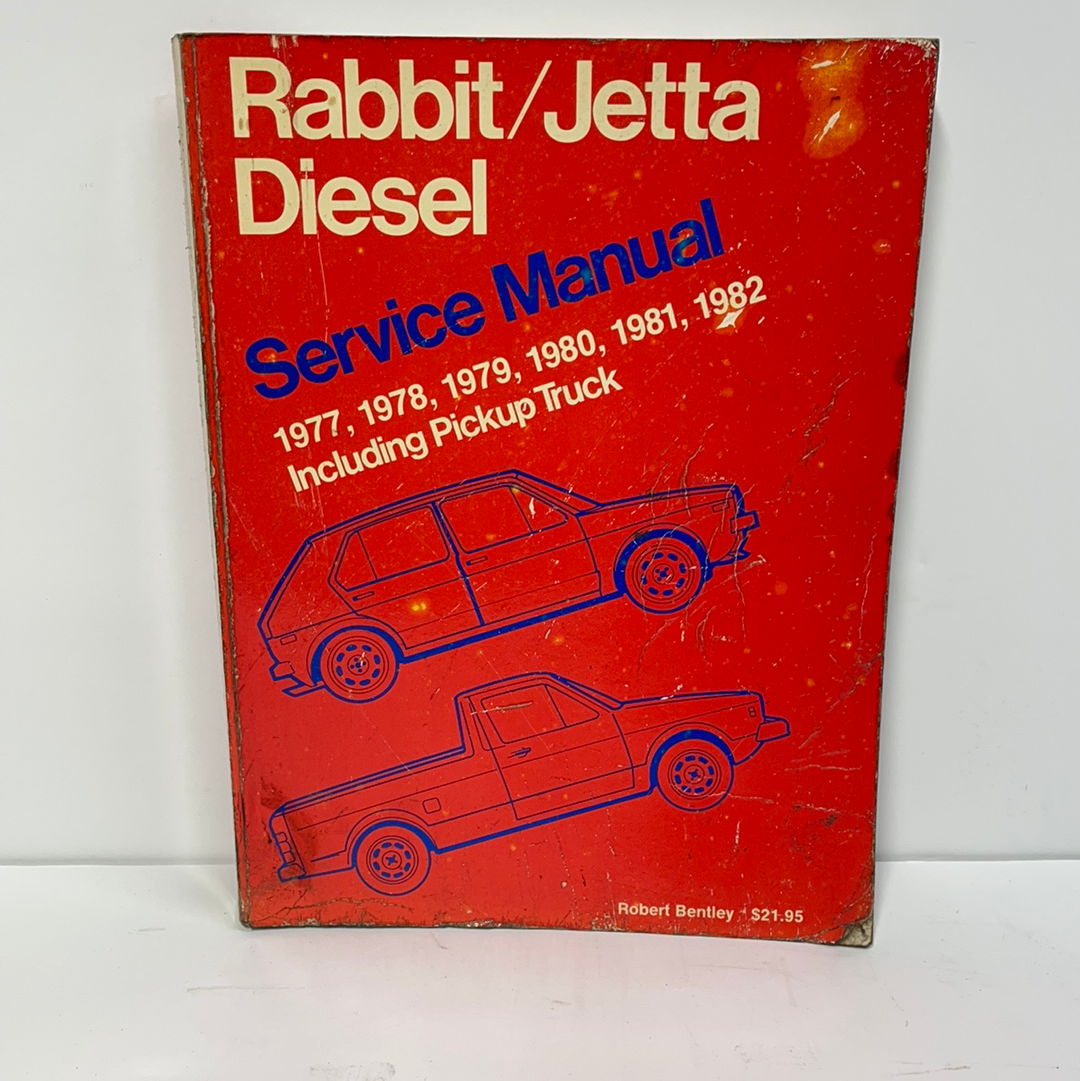 Rabbit/Jetta
Diesel
Service Manual
1977, 1978, 1979, 1980, 1981, 1982
Including Pickup Truck
Robert Bentley $21.95